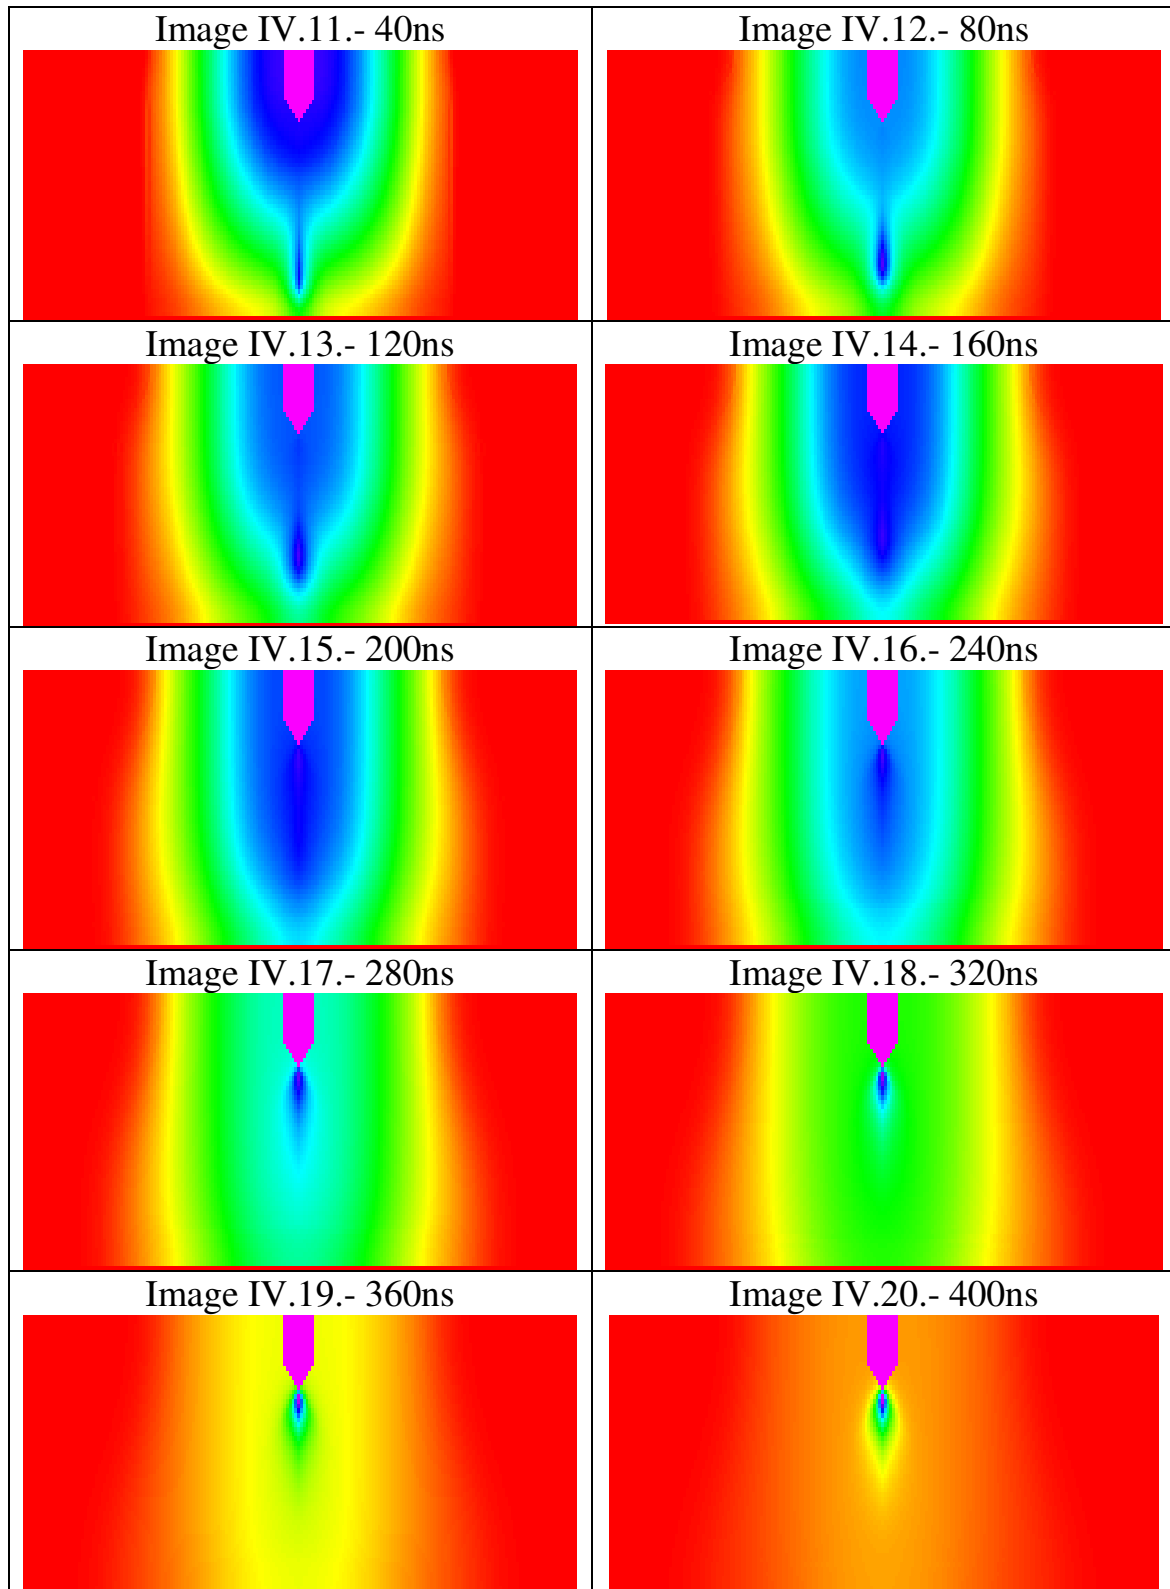 Image IV.11.- 40ns
Image IV.12.- 80ns
Image IV.13.- 120ns
Image IV.14.- 160ns
Image IV.15.- 200ns
Image IV.16.- 240ns
Image IV.17.- 280ns
Image IV.18.- 320ns
Image IV.19.- 360ns
Image IV.20.- 400ns